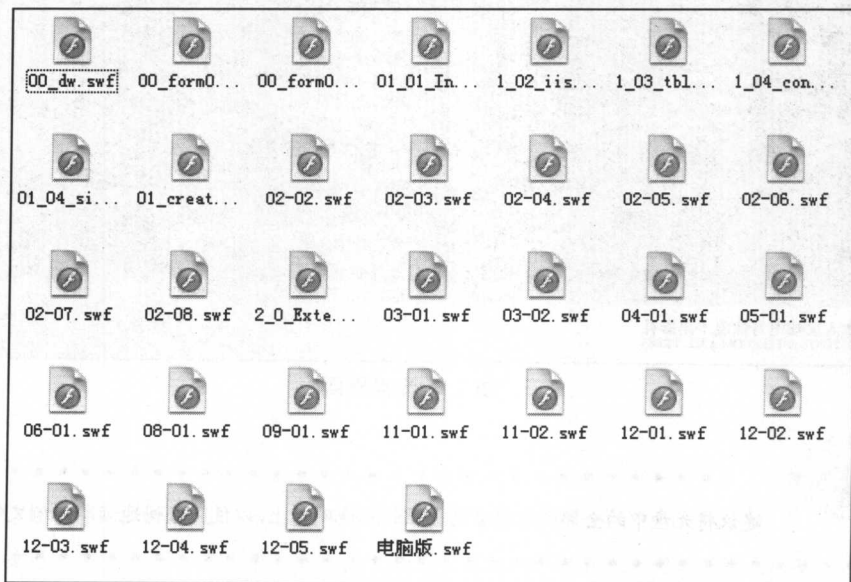 00_dw.swf 00_form0... 00_form0... 01_01_In... 1_02_iis... 1_03_tbl... 1_04_con...
01_04_si... 01_creat... 02-02.swf 02-03.swf 02-04.swf 02-05.swf 02-06.swf
02-07.swf 02-08.swf 2_0_Exte... 03-01.swf 03-02.swf 04-01.swf 05-01.swf
06-01.swf 08-01.swf 09-01.swf 11-01.swf 11-02.swf 12-01.swf 12-02.swf
12-03.swf 12-04.swf 12-05.swf 电脑版.swf